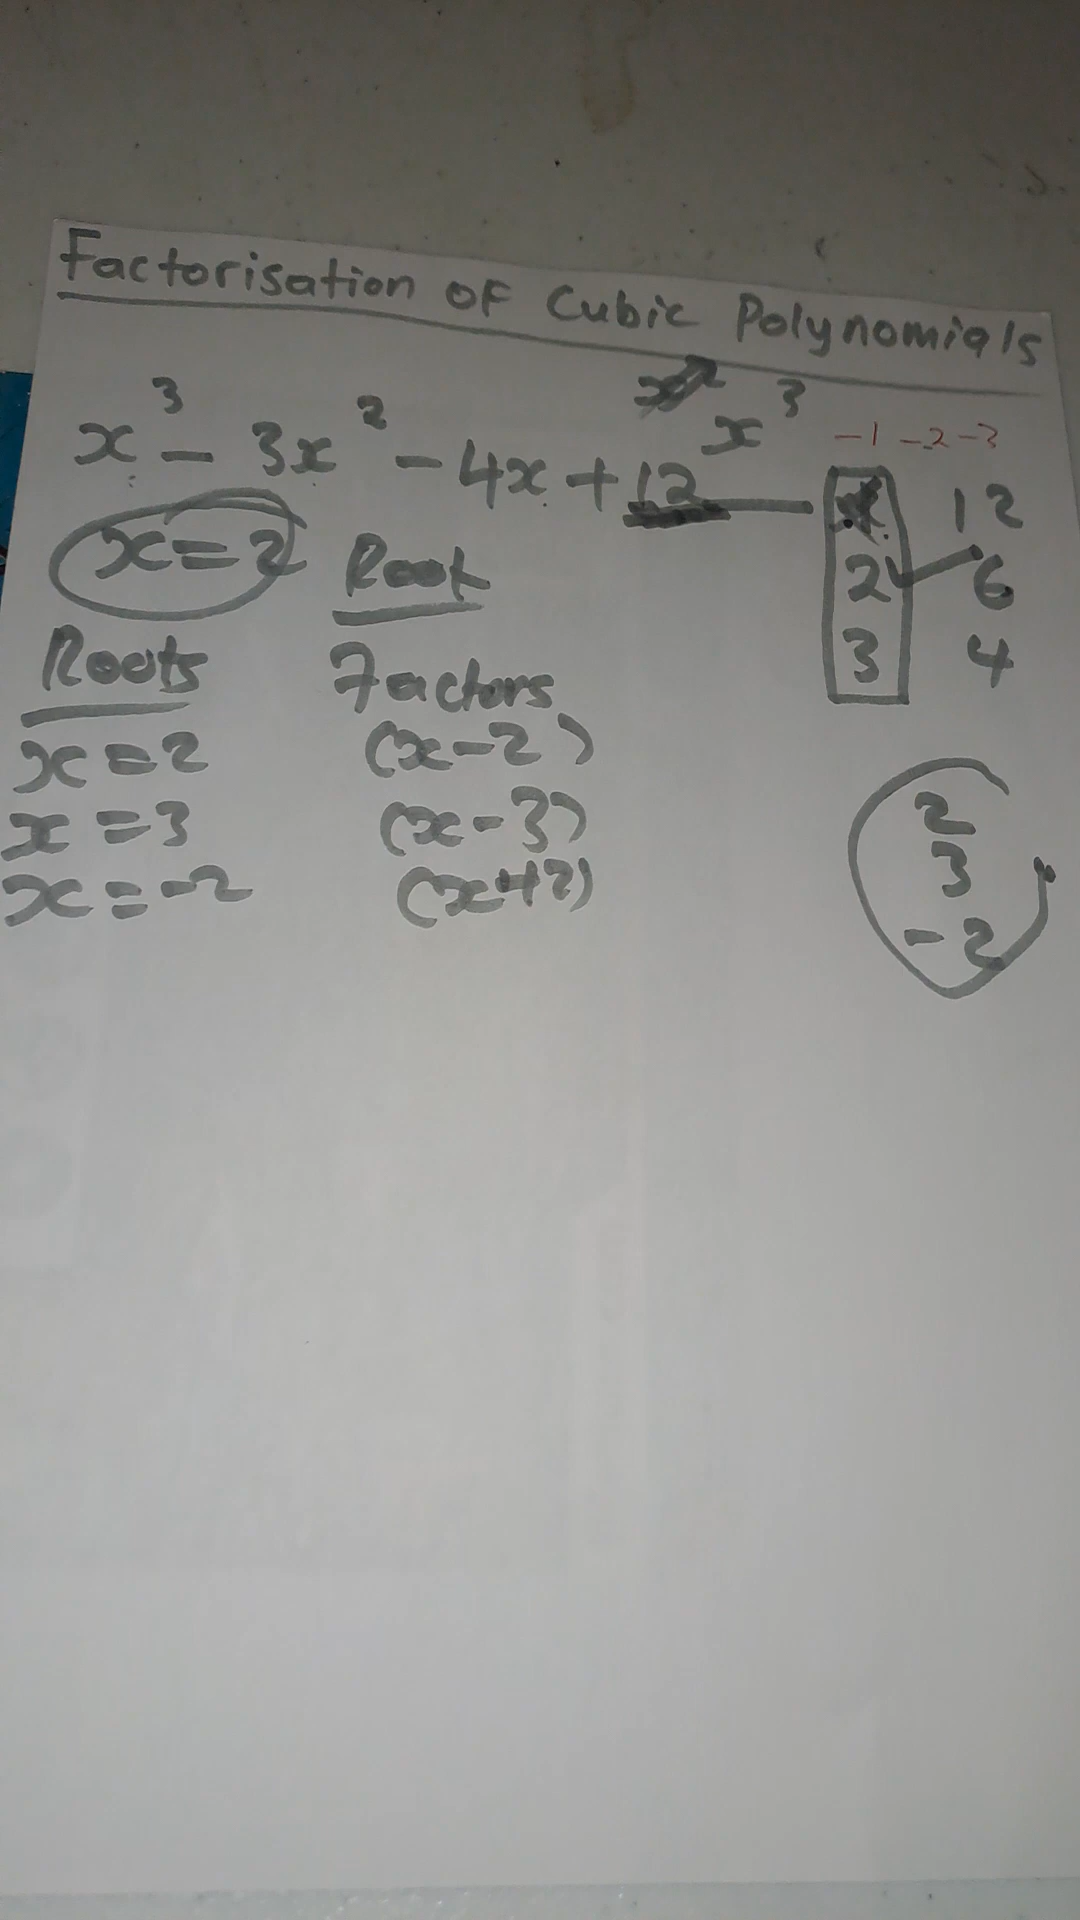 Factorisation of Cubic Polynomials
x³ - 3x² - 4x + 12
x³
-1 -2 -3
12
2 6
3 4
x = 2 Root
Roots Factors
x = 2 (x-2)
x = 3 (x-3)
x = -2 (x+2)
2
3
-2